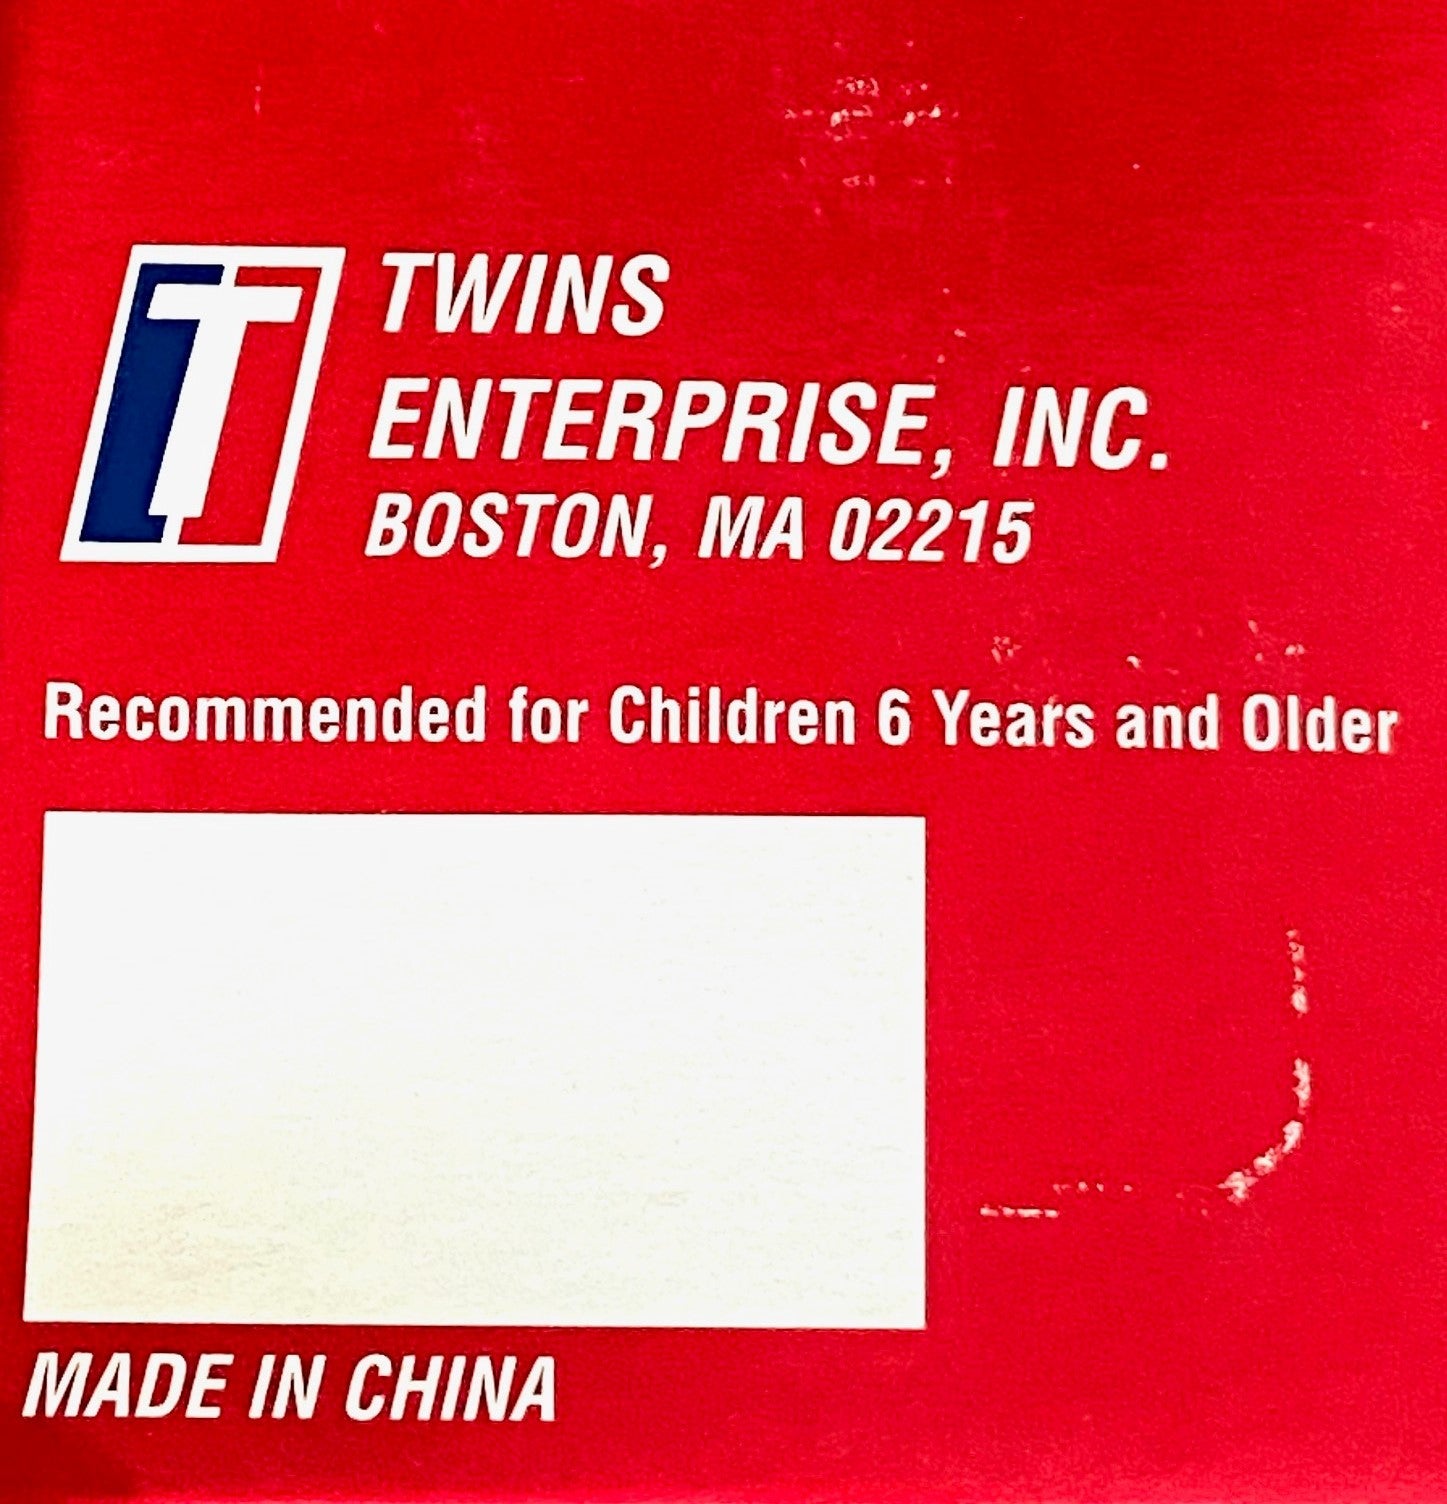 T
TWINS
ENTERPRISE, INC.
BOSTON, MA 02215
Recommended for Children 6 Years and Older
MADE IN CHINA